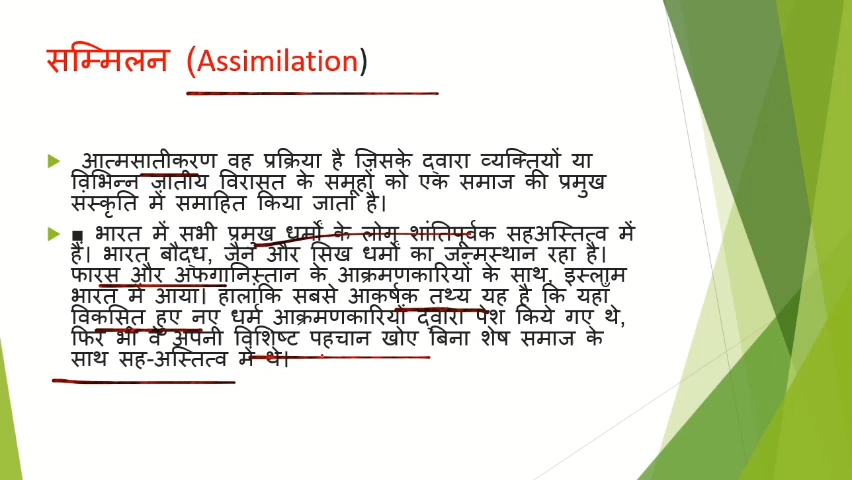 सम्मिलन (Assimilation)
आत्मसातीकरण वह प्रक्रिया है जिसके द्वारा व्यक्तियों या
विभिन्न जातीय विरासत के समूहों को एक समाज की प्रमुख
संस्कृति में समाहित किया जाता है।
■ भारत में सभी प्रमुख धर्मों के लोग शांतिपूर्वक सहअस्तित्व में
हैं। भारत बौद्ध, जैन और सिख धर्मों का जन्मस्थान रहा है।
फारस और अफगानिस्तान के आक्रमणकारियों के साथ, इस्लाम
भारत में आया। हालांकि सबसे आकर्षक तथ्य यह है कि यहाँ
विकसित हुए नए धर्म आक्रमणकारियों द्वारा पेश किये गए थे,
फिर भी वे अपनी विशिष्ट पहचान खोए बिना शेष समाज के
साथ सह-अस्तित्व में थे।